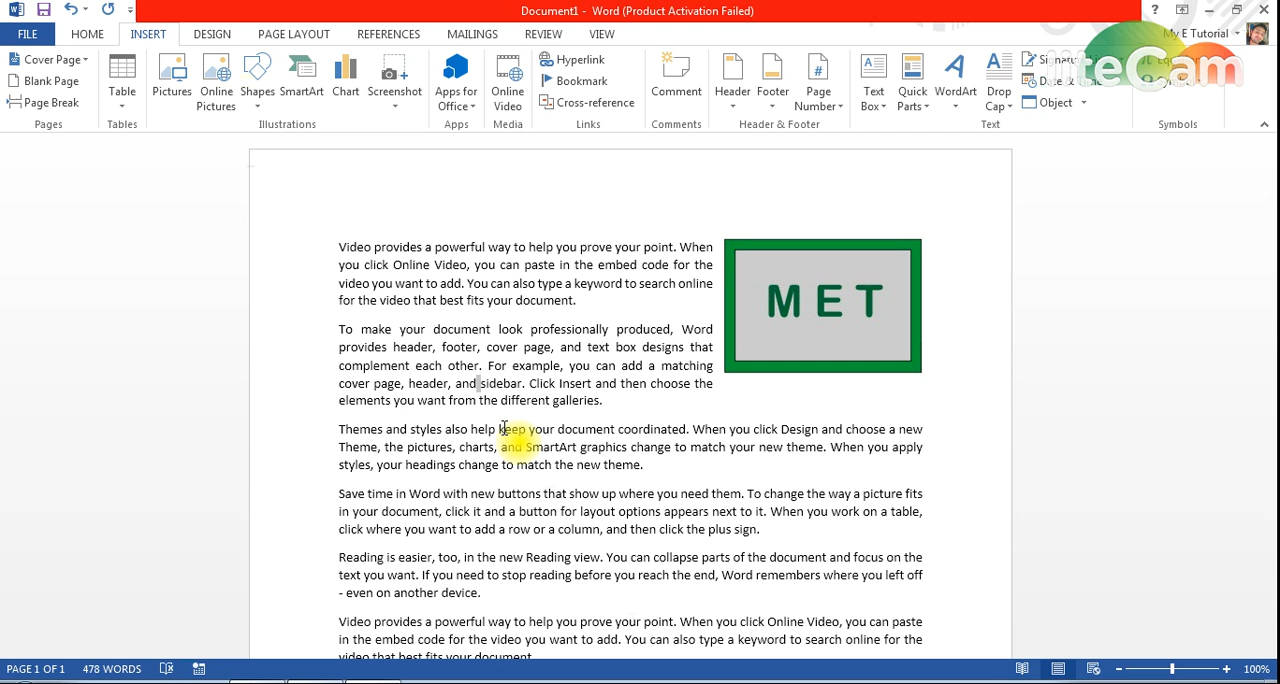 Document1 - Word (Product Activation Failed)
?
FILE HOME INSERT DESIGN PAGE LAYOUT REFERENCES MAILINGS REVIEW VIEW My E Tutorial
Cover Page
Blank Page
Page Break
Pages
Table
Tables
Pictures
Online Pictures
Shapes
SmartArt
Chart
Screenshot
Illustrations
Apps for Office
Apps
Online Video
Media
Hyperlink
Bookmark
Cross-reference
Links
Comment
Comments
Header
Footer
Page Number
Header & Footer
Text Box
Quick Parts
WordArt
Drop Cap
Object
Text
Symbols
liteCam
Video provides a powerful way to help you prove your point. When
you click Online Video, you can paste in the embed code for the
video you want to add. You can also type a keyword to search online
for the video that best fits your document.
MET
To make your document look professionally produced, Word
provides header, footer, cover page, and text box designs that
complement each other. For example, you can add a matching
cover page, header, and sidebar. Click Insert and then choose the
elements you want from the different galleries.
Themes and styles also help keep your document coordinated. When you click Design and choose a new
Theme, the pictures, charts, and SmartArt graphics change to match your new theme. When you apply
styles, your headings change to match the new theme.
Save time in Word with new buttons that show up where you need them. To change the way a picture fits
in your document, click it and a button for layout options appears next to it. When you work on a table,
click where you want to add a row or a column, and then click the plus sign.
Reading is easier, too, in the new Reading view. You can collapse parts of the document and focus on the
text you want. If you need to stop reading before you reach the end, Word remembers where you left off
- even on another device.
Video provides a powerful way to help you prove your point. When you click Online Video, you can paste
in the embed code for the video you want to add. You can also type a keyword to search online for the
video that best fits your document.
PAGE 1 OF 1 478 WORDS 100%